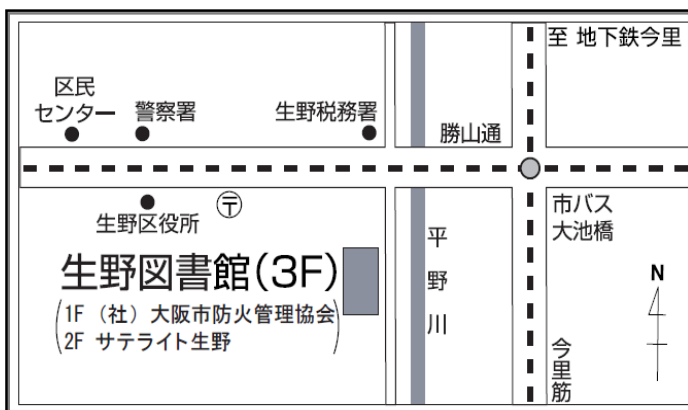 至 地下鉄今里
区民
センター
警察署
生野税務署
勝山通
生野区役所
〒
市バス
大池橋
生野図書館(3F)
(1F (社) 大阪市防火管理協会
2F サテライト生野)
平野川
N
今里筋